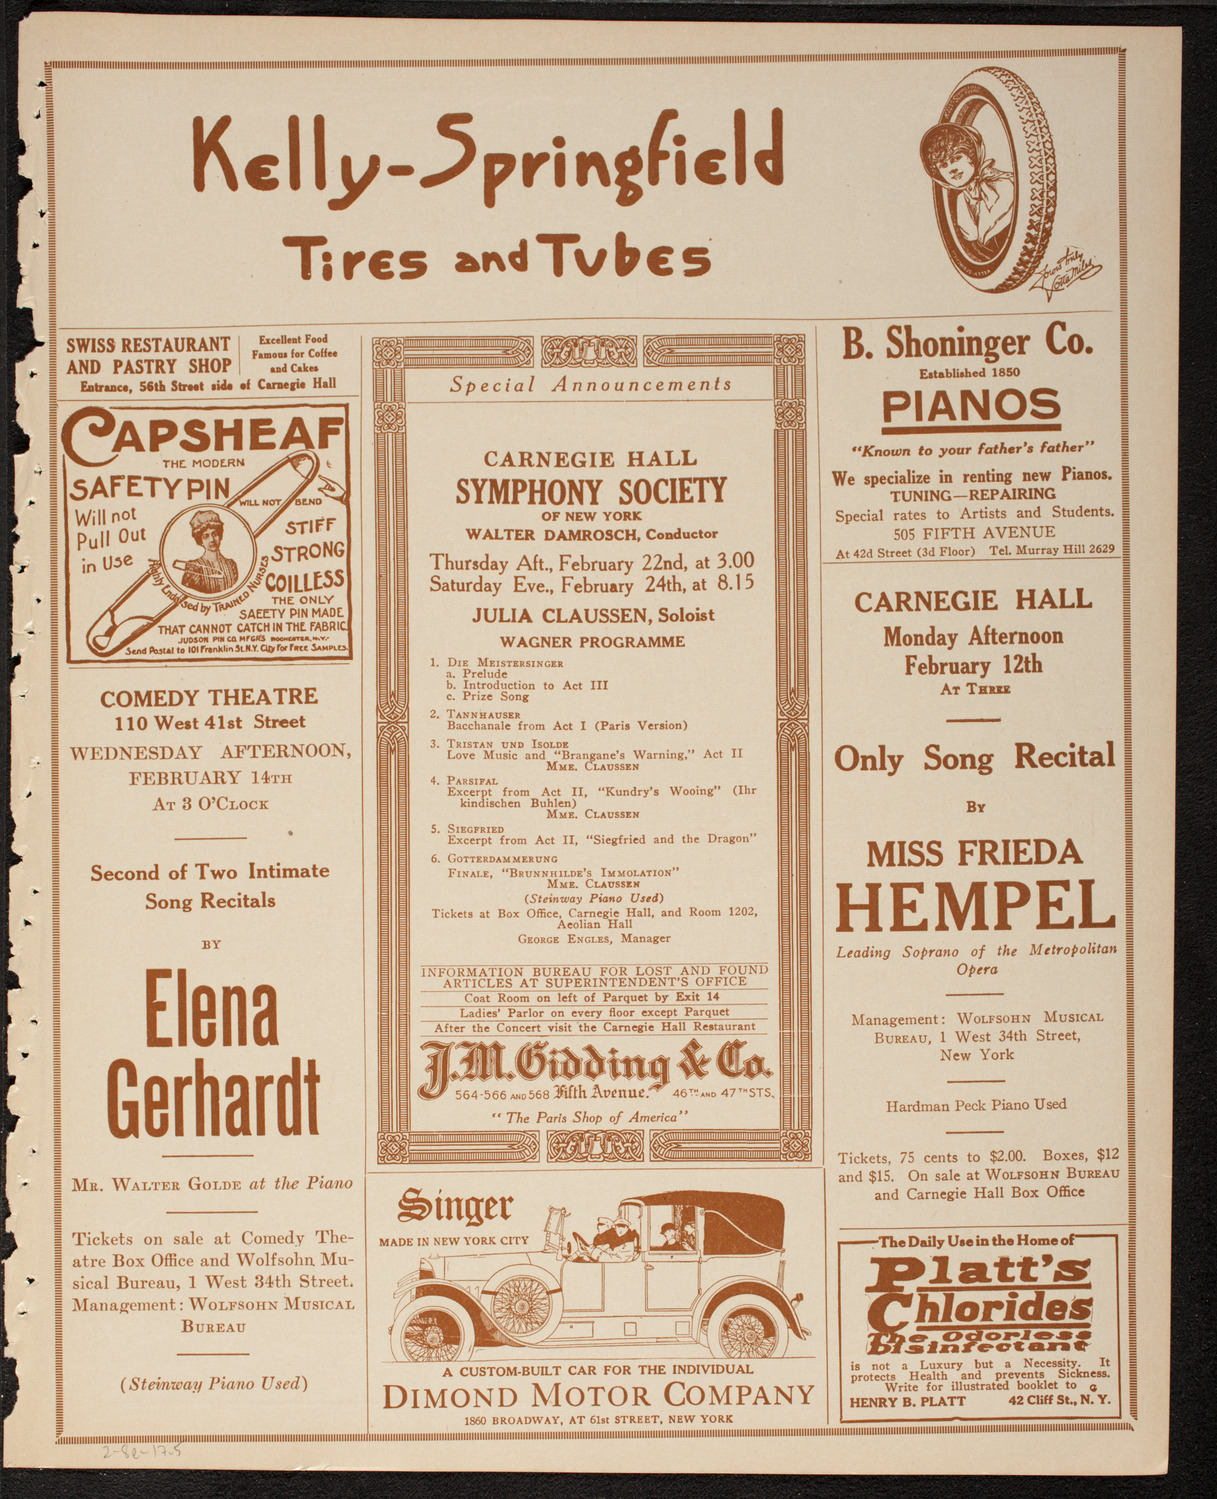 Kelly-Springfield
Tires and Tubes
Yours truly
Lotta Miles
SWISS RESTAURANT
AND PASTRY SHOP
Excellent Food
Famous for Coffee
and Cakes
Entrance, 56th Street side of Carnegie Hall
CAPSHEAF
THE MODERN
SAFETY PIN
WILL NOT BEND
Will not
Pull Out
in Use
STIFF
STRONG
COILLESS
Highly Endorsed by TRAINED NURSES
THE ONLY
SAFETY PIN MADE
THAT CANNOT CATCH IN THE FABRIC
JUDSON PIN CO. MFGRS ROCHESTER, N.Y.
Send Postal to 101 Franklin St. N.Y. City for FREE SAMPLES.
COMEDY THEATRE
110 West 41st Street
WEDNESDAY AFTERNOON,
FEBRUARY 14TH
AT 3 O'CLOCK
Second of Two Intimate
Song Recitals
BY
Elena
Gerhardt
MR. WALTER GOLDE at the Piano
Tickets on sale at Comedy The-
atre Box Office and Wolfsohn Mu-
sical Bureau, 1 West 34th Street.
Management: WOLFSOHN MUSICAL
BUREAU
(Steinway Piano Used)
Special Announcements
CARNEGIE HALL
SYMPHONY SOCIETY
OF NEW YORK
WALTER DAMROSCH, Conductor
Thursday Aft., February 22nd, at 3.00
Saturday Eve., February 24th, at 8.15
JULIA CLAUSSEN, Soloist
WAGNER PROGRAMME
1. DIE MEISTERSINGER
a. Prelude
b. Introduction to Act III
c. Prize Song
2. TANNHAUSER
Bacchanale from Act I (Paris Version)
3. TRISTAN UND ISOLDE
Love Music and "Brangane's Warning," Act II
MME. CLAUSSEN
4. PARSIFAL
Excerpt from Act II, "Kundry's Wooing" (Ihr
kindischen Buhlen)
MME. CLAUSSEN
5. SIEGFRIED
Excerpt from Act II, "Siegfried and the Dragon"
6. GOTTERDAMMERUNG
FINALE, "BRUNNHILDE'S IMMOLATION"
MME. CLAUSSEN
(Steinway Piano Used)
Tickets at Box Office, Carnegie Hall, and Room 1202,
Aeolian Hall
GEORGE ENGLES, Manager
INFORMATION BUREAU FOR LOST AND FOUND
ARTICLES AT SUPERINTENDENT'S OFFICE
Coat Room on left of Parquet by Exit 14
Ladies' Parlor on every floor except Parquet
After the Concert visit the Carnegie Hall Restaurant
J.M. Gidding & Co.
564-566 AND 568 Fifth Avenue. 46TH AND 47TH STS.
"The Paris Shop of America"
Singer
MADE IN NEW YORK CITY
A CUSTOM-BUILT CAR FOR THE INDIVIDUAL
DIMOND MOTOR COMPANY
1860 BROADWAY, AT 61st STREET, NEW YORK
B. Shoninger Co.
Established 1850
PIANOS
"Known to your father's father"
We specialize in renting new Pianos.
TUNING—REPAIRING
Special rates to Artists and Students.
505 FIFTH AVENUE
At 42d Street (3d Floor) Tel. Murray Hill 2629
CARNEGIE HALL
Monday Afternoon
February 12th
AT THREE
Only Song Recital
BY
MISS FRIEDA
HEMPEL
Leading Soprano of the Metropolitan
Opera
Management: WOLFSOHN MUSICAL
BUREAU, 1 West 34th Street,
New York
Hardman Peck Piano Used
Tickets, 75 cents to $2.00. Boxes, $12
and $15. On sale at WOLFSOHN BUREAU
and Carnegie Hall Box Office
The Daily Use in the Home of
Platt's
Chlorides
The Odorless
Disinfectant
is not a Luxury but a Necessity. It
protects Health and prevents Sickness.
Write for illustrated booklet to
HENRY B. PLATT 42 Cliff St., N. Y.